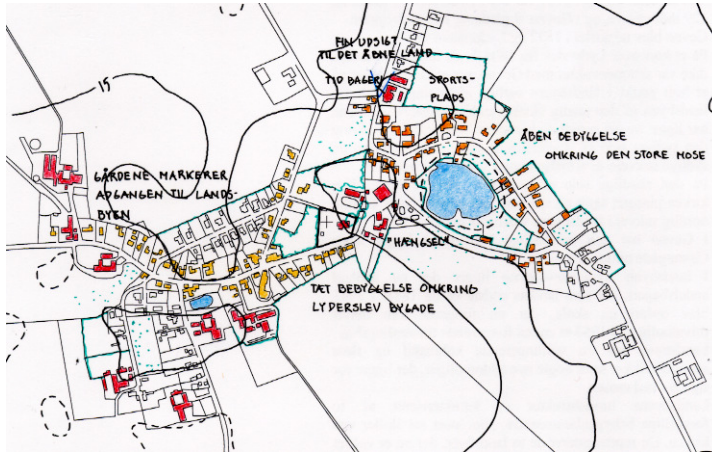 FIN UDSIGT
TIL DET ÅBNE LAND
TID BAGERI
SPORTS-
PLADS
15
ÅBEN BEBYGGELSE
OMKRING DEN STORE MOSE
GÅRDENE MARKERER
ADGANGEN TIL LANDS-
BYEN
"HÆNGSEL"
TÆT BEBYGGELSE OMKRING
LYDERSLEV BYGADE